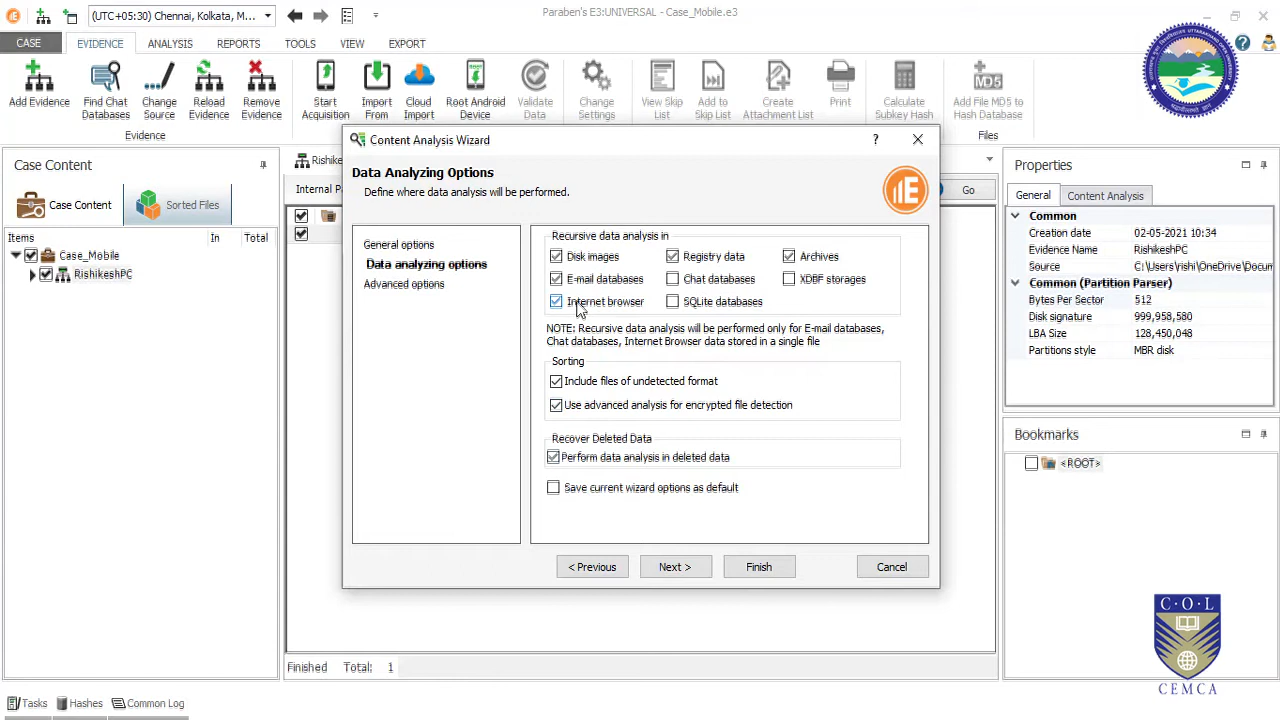 (UTC+05:30) Chennai, Kolkata, M...
Paraben's E3:UNIVERSAL - Case_Mobile.e3
CASE
EVIDENCE
ANALYSIS
REPORTS
TOOLS
VIEW
EXPORT
Add Evidence
Find Chat
Databases
Change
Source
Reload
Evidence
Remove
Evidence
Start
Acquisition
Import
From
Cloud
Import
Root Android
Device
Validate
Data
Change
Settings
View Skip
List
Add to
Skip List
Create
Attachment List
Print
Calculate
Subkey Hash
MD5
Add File MD5 to
Hash Database
Evidence
Files
Case Content
Case Content
Sorted Files
Items In Total
Case_Mobile
RishikeshPC
Rishike
Internal P
Go
Content Analysis Wizard
?
Data Analyzing Options
Define where data analysis will be performed.
General options
Data analyzing options
Advanced options
Recursive data analysis in
Disk images
Registry data
Archives
E-mail databases
Chat databases
XDBF storages
Internet browser
SQLite databases
NOTE: Recursive data analysis will be performed only for E-mail databases,
Chat databases, Internet Browser data stored in a single file
Sorting
Include files of undetected format
Use advanced analysis for encrypted file detection
Recover Deleted Data
Perform data analysis in deleted data
Save current wizard options as default
< Previous
Next >
Finish
Cancel
Finished Total: 1
Properties
General
Content Analysis
Common
Creation date 02-05-2021 10:34
Evidence Name RishikeshPC
Source C:\Users\rishi\OneDrive\Docum
Common (Partition Parser)
Bytes Per Sector 512
Disk signature 999,958,580
LBA Size 128,450,048
Partitions style MBR disk
Bookmarks
<ROOT>
C·O·L
CEMCA
Tasks
Hashes
Common Log